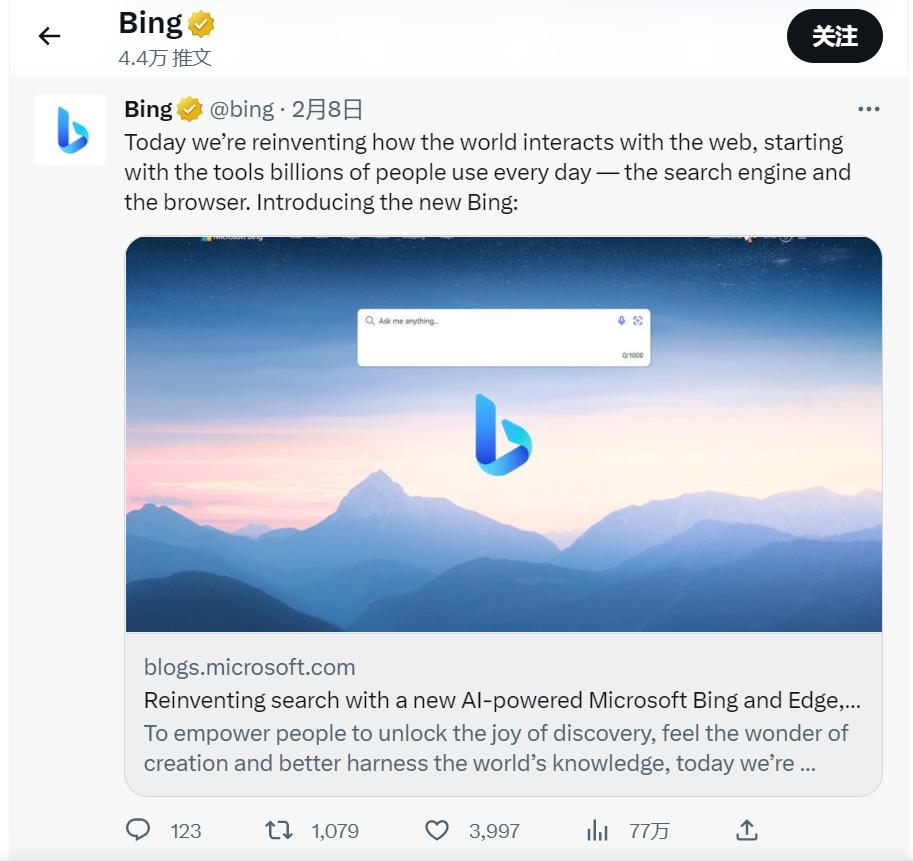 Bing
4.4万 推文
关注
Bing @bing · 2月8日
Today we’re reinventing how the world interacts with the web, starting
with the tools billions of people use every day — the search engine and
the browser. Introducing the new Bing:
Microsoft Bing
Ask me anything...
0/1000
blogs.microsoft.com
Reinventing search with a new AI-powered Microsoft Bing and Edge,...
To empower people to unlock the joy of discovery, feel the wonder of
creation and better harness the world’s knowledge, today we’re ...
123 1,079 3,997 77万